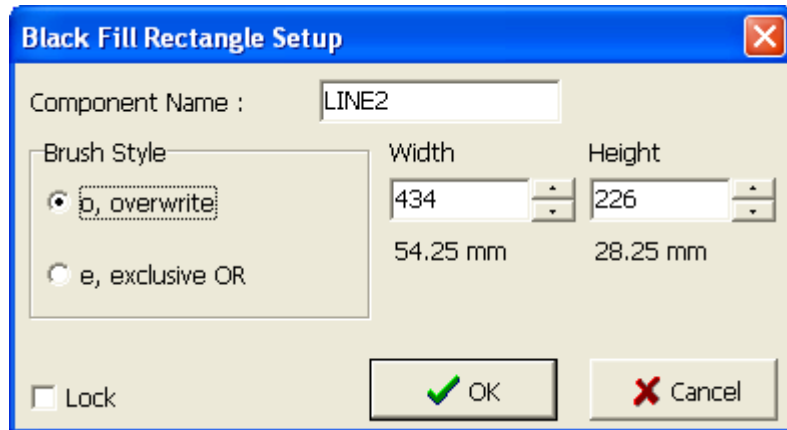 Black Fill Rectangle Setup
Component Name : LINE2
Brush Style
o, overwrite
e, exclusive OR
Width Height
434 226
54.25 mm 28.25 mm
Lock OK Cancel